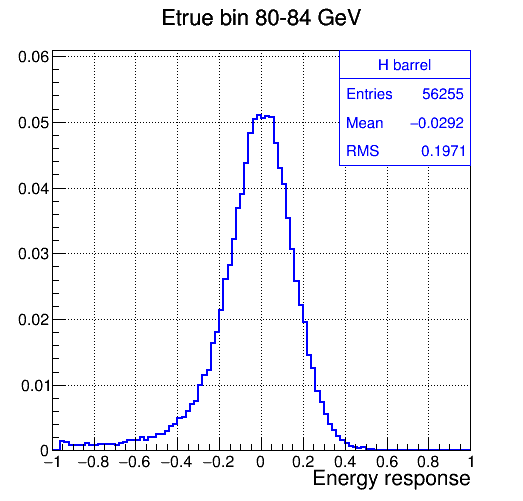 Etrue bin 80-84 GeV
H barrel
Entries 56255
Mean −0.0292
RMS 0.1971
0.06
0.05
0.04
0.03
0.02
0.01
0
−1 −0.8 −0.6 −0.4 −0.2 0 0.2 0.4 0.6 0.8 1
Energy response